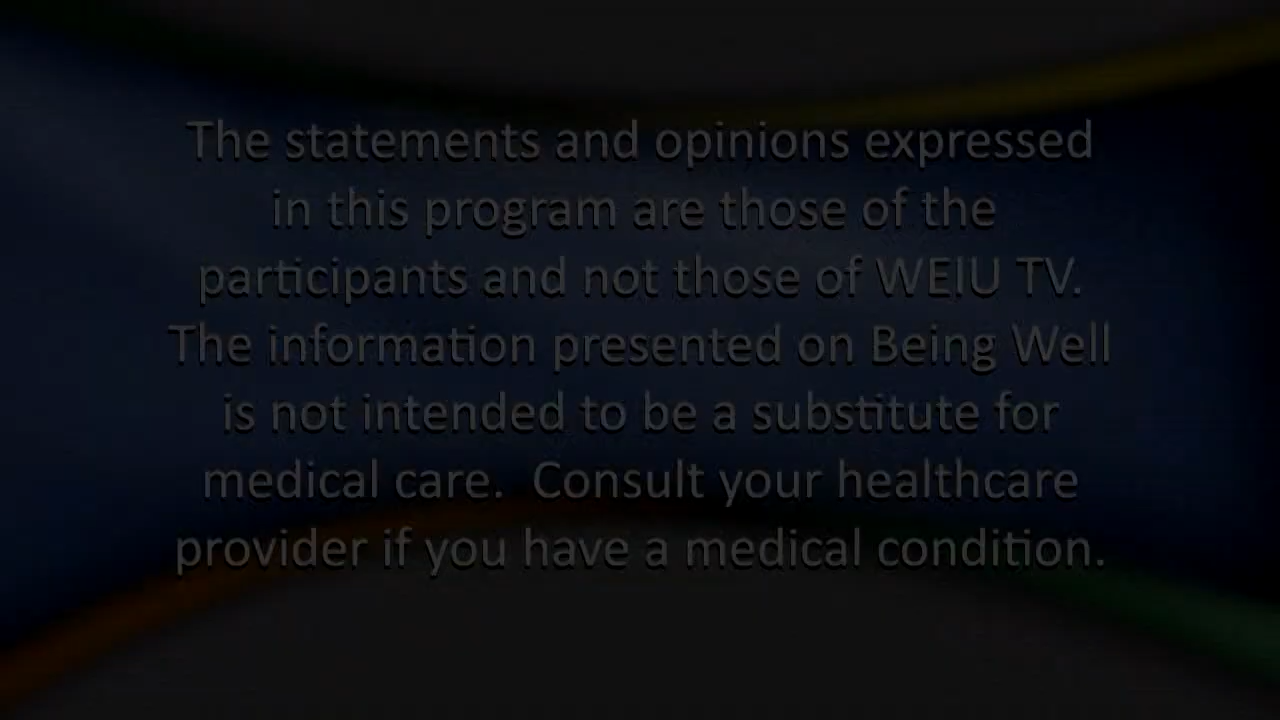 The statements and opinions expressed
in this program are those of the
participants and not those of WEIU TV.
The information presented on Being Well
is not intended to be a substitute for
medical care.  Consult your healthcare
provider if you have a medical condition.